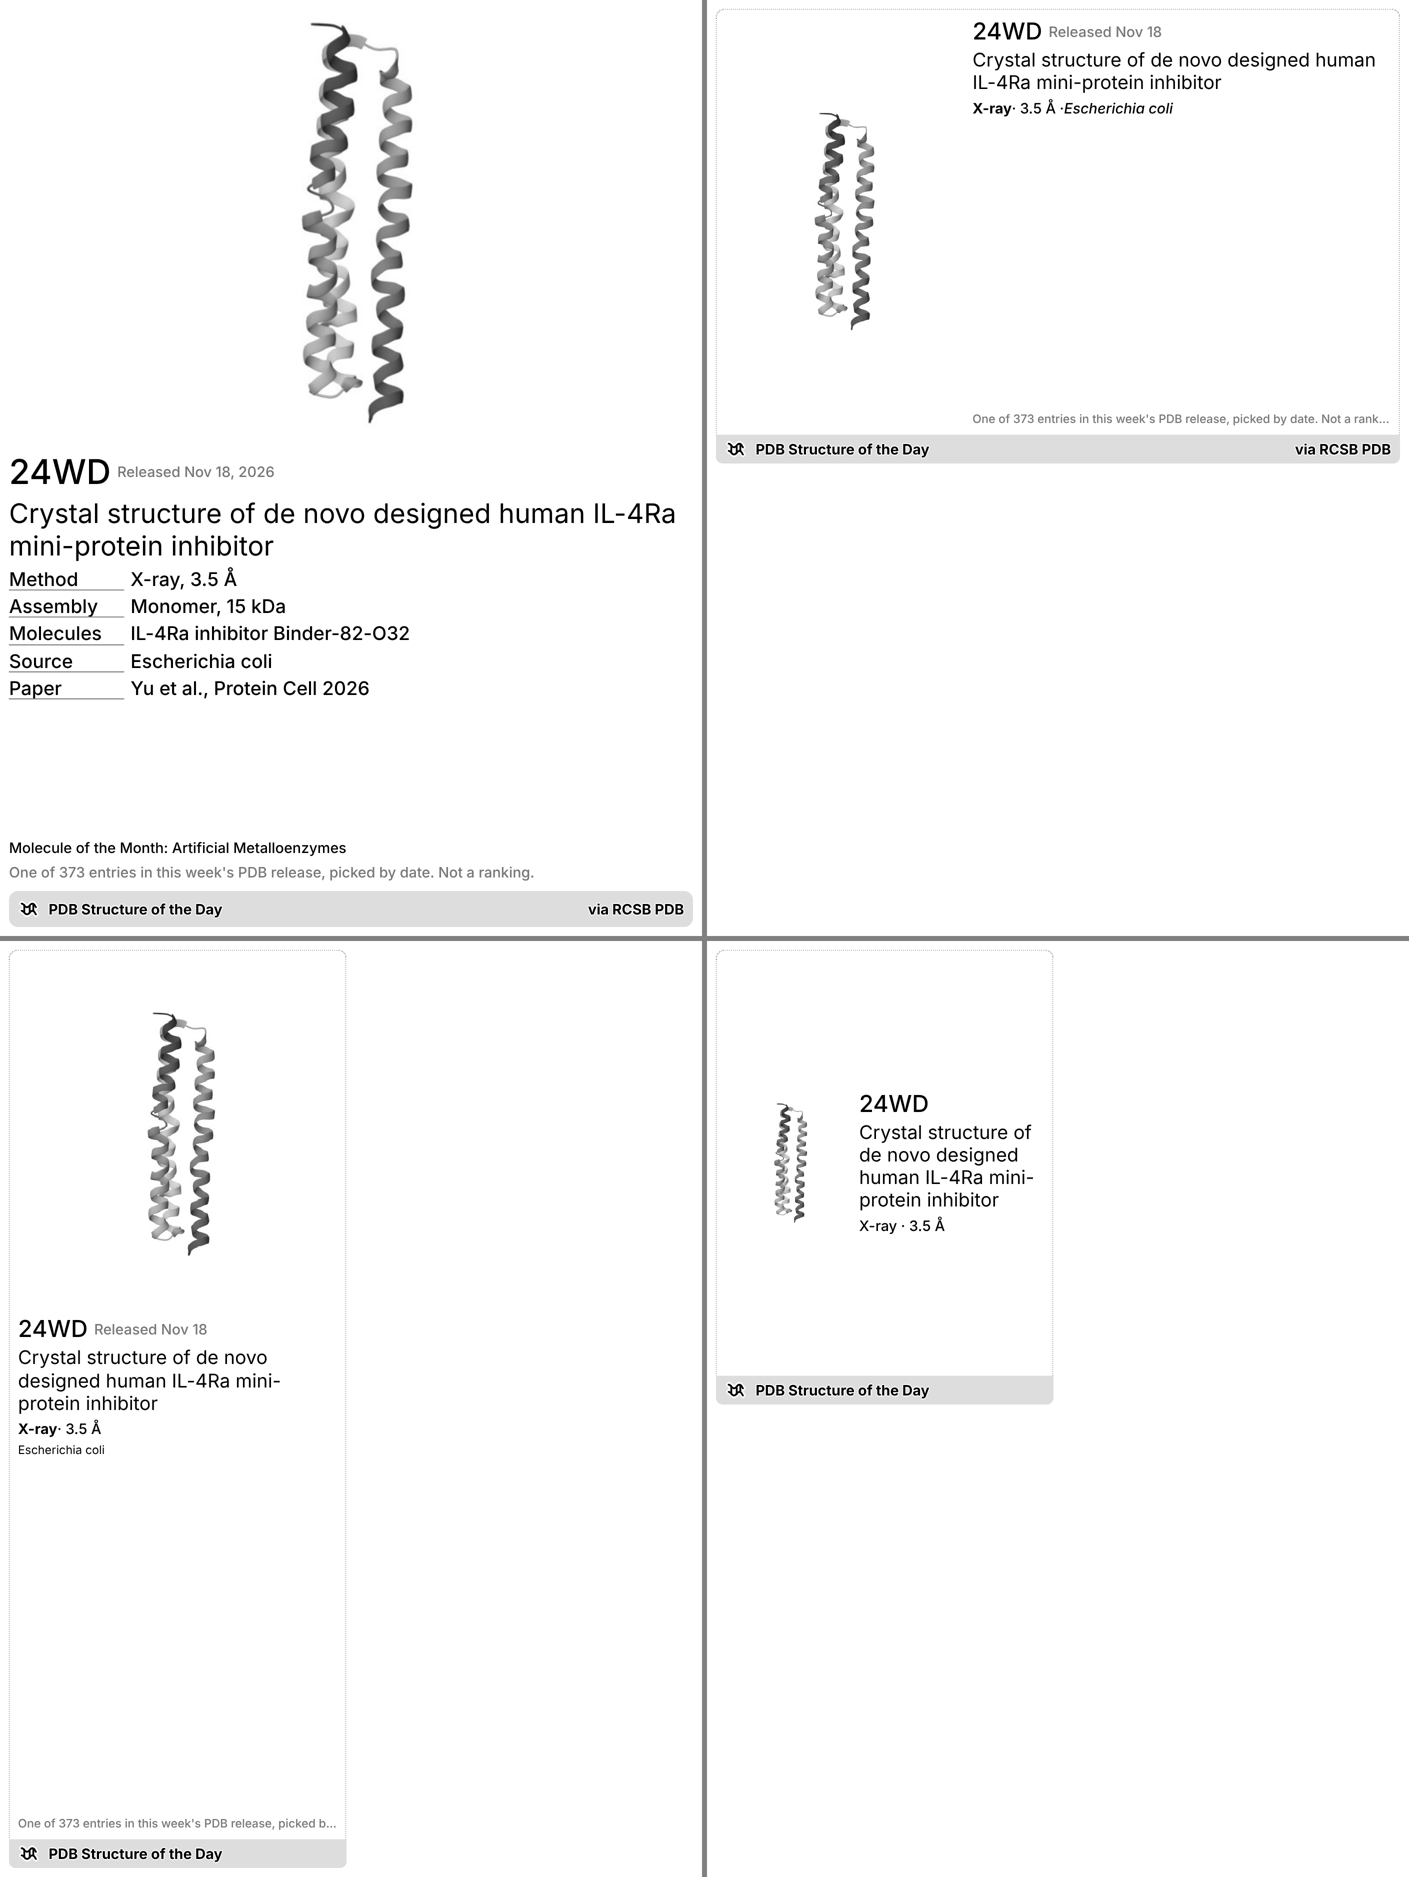 24WD Released Nov 18, 2026
Crystal structure of de novo designed human IL-4Ra
mini-protein inhibitor
Method X-ray, 3.5 Å
Assembly Monomer, 15 kDa
Molecules IL-4Ra inhibitor Binder-82-O32
Source Escherichia coli
Paper Yu et al., Protein Cell 2026
Molecule of the Month: Artificial Metalloenzymes
One of 373 entries in this week's PDB release, picked by date. Not a ranking.
PDB Structure of the Day via RCSB PDB
24WD Released Nov 18
Crystal structure of de novo designed human
IL-4Ra mini-protein inhibitor
X-ray· 3.5 Å ·Escherichia coli
One of 373 entries in this week's PDB release, picked by date. Not a rank...
PDB Structure of the Day via RCSB PDB
24WD Released Nov 18
Crystal structure of de novo
designed human IL-4Ra mini-
protein inhibitor
X-ray· 3.5 Å
Escherichia coli
One of 373 entries in this week's PDB release, picked b...
PDB Structure of the Day
24WD
Crystal structure of
de novo designed
human IL-4Ra mini-
protein inhibitor
X-ray · 3.5 Å
PDB Structure of the Day